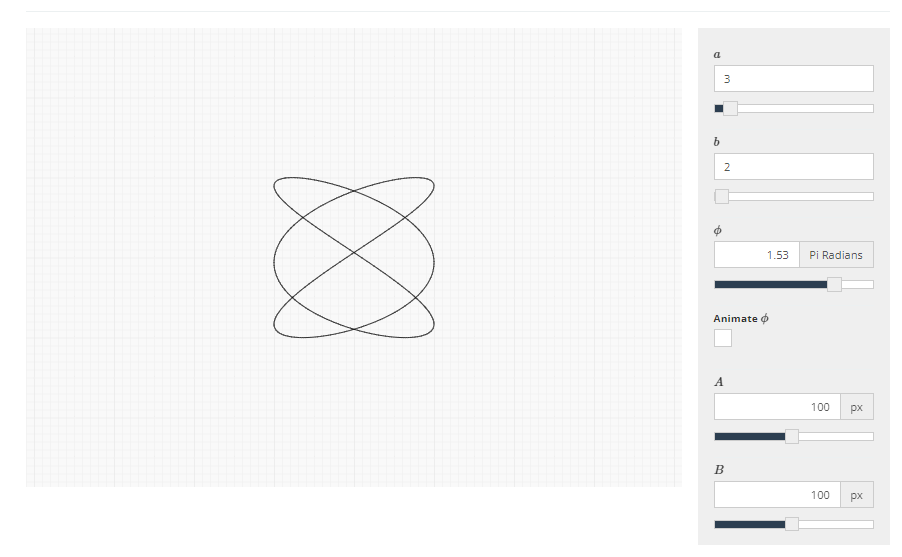 a
3
b
2
ϕ
1.53 Pi Radians
Animate ϕ
A
100 px
B
100 px